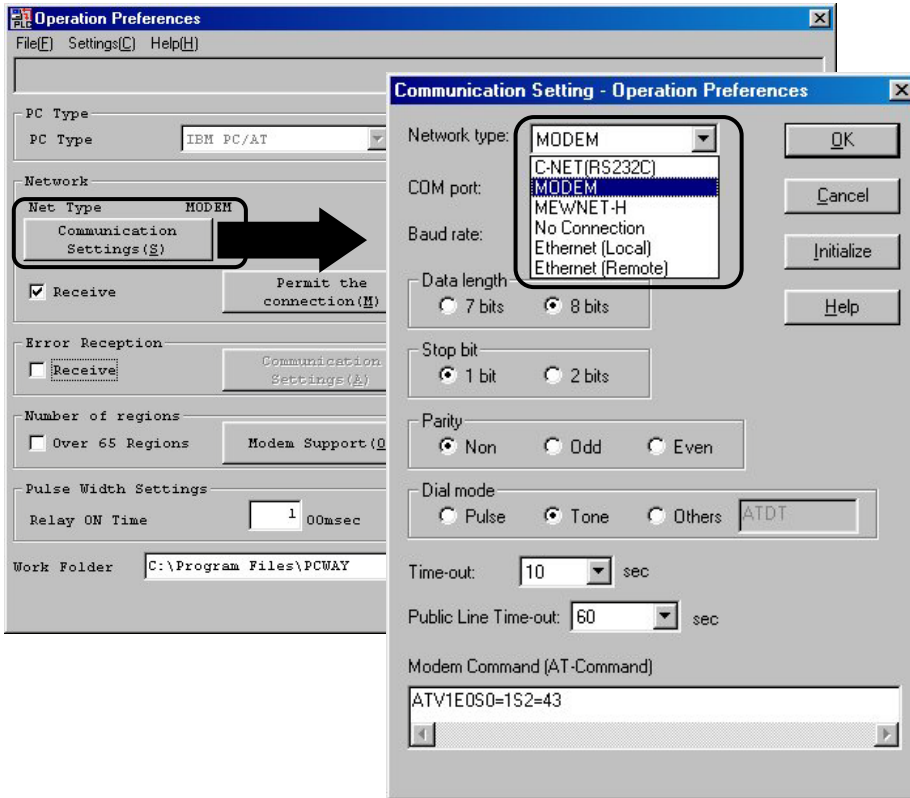 PLC Operation Preferences
File(F) Settings(C) Help(H)
PC Type
PC Type IBM PC/AT
Network
Net Type MODEM
Communication
Settings(S)
Receive
Permit the
connection(M)
Error Reception
Receive
Communication
Settings(A)
Number of regions
Over 65 Regions
Modem Support(O
Pulse Width Settings
Relay ON Time 1 00msec
Work Folder C:\Program Files\PCWAY
Communication Setting - Operation Preferences
Network type: MODEM
C-NET(RS232C)
MODEM
MEWNET-H
No Connection
Ethernet (Local)
Ethernet (Remote)
COM port:
Baud rate:
OK
Cancel
Initialize
Help
Data length
7 bits 8 bits
Stop bit
1 bit 2 bits
Parity
Non Odd Even
Dial mode
Pulse Tone Others ATDT
Time-out: 10 sec
Public Line Time-out: 60 sec
Modem Command (AT-Command)
ATV1E0S0=1S2=43